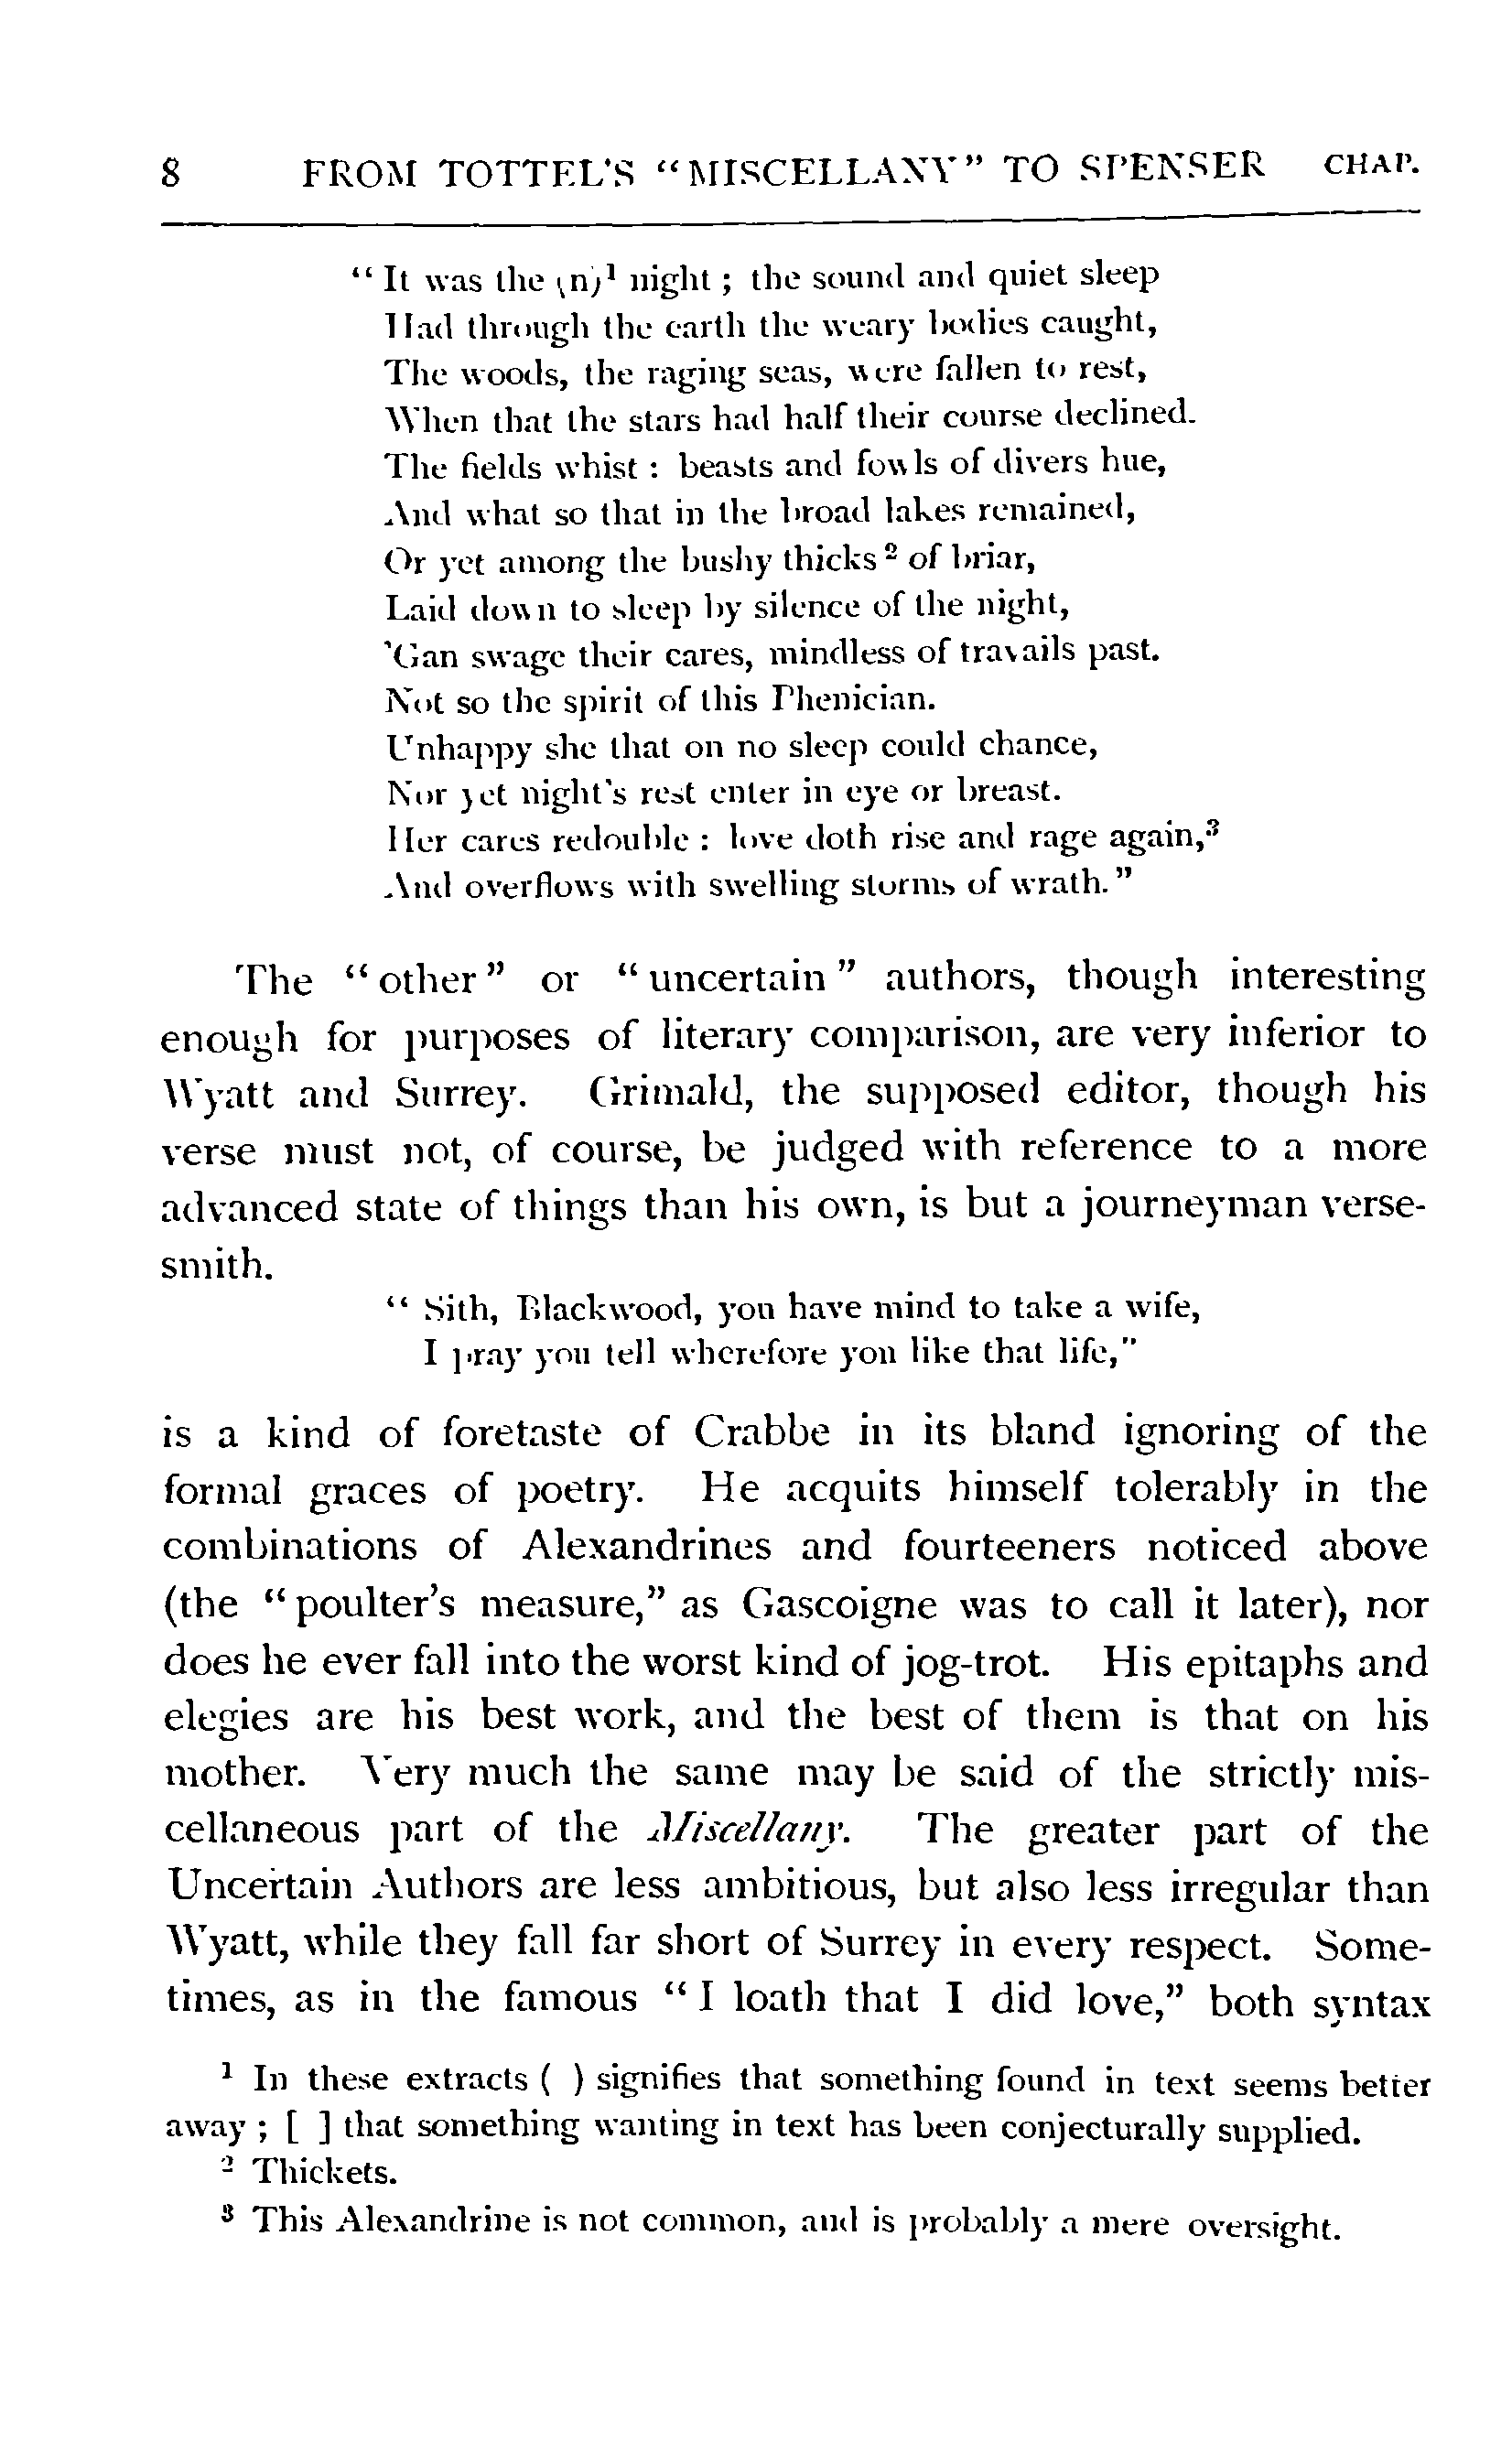 8 FROM TOTTEL'S “MISCELLANY” TO SPENSER CHAP.
“It was the (n)¹ night; the sound and quiet sleep
Had through the earth the weary bodies caught,
The woods, the raging seas, were fallen to rest,
When that the stars had half their course declined.
The fields whist: beasts and fowls of divers hue,
And what so that in the broad lakes remained,
Or yet among the bushy thicks² of briar,
Laid down to sleep by silence of the night,
'Gan swage their cares, mindless of travails past.
Not so the spirit of this Phenician.
Unhappy she that on no sleep could chance,
Nor yet night's rest enter in eye or breast.
Her cares redouble: love doth rise and rage again,³
And overflows with swelling storms of wrath.”
The “other” or “uncertain” authors, though interesting
enough for purposes of literary comparison, are very inferior to
Wyatt and Surrey. Grimald, the supposed editor, though his
verse must not, of course, be judged with reference to a more
advanced state of things than his own, is but a journeyman verse-
smith.
“Sith, Blackwood, you have mind to take a wife,
I pray you tell wherefore you like that life,”
is a kind of foretaste of Crabbe in its bland ignoring of the
formal graces of poetry. He acquits himself tolerably in the
combinations of Alexandrines and fourteeners noticed above
(the “poulter's measure,” as Gascoigne was to call it later), nor
does he ever fall into the worst kind of jog-trot. His epitaphs and
elegies are his best work, and the best of them is that on his
mother. Very much the same may be said of the strictly mis-
cellaneous part of the Miscellany. The greater part of the
Uncertain Authors are less ambitious, but also less irregular than
Wyatt, while they fall far short of Surrey in every respect. Some-
times, as in the famous “I loath that I did love,” both syntax
¹ In these extracts ( ) signifies that something found in text seems better
away; [ ] that something wanting in text has been conjecturally supplied.
² Thickets.
³ This Alexandrine is not common, and is probably a mere oversight.